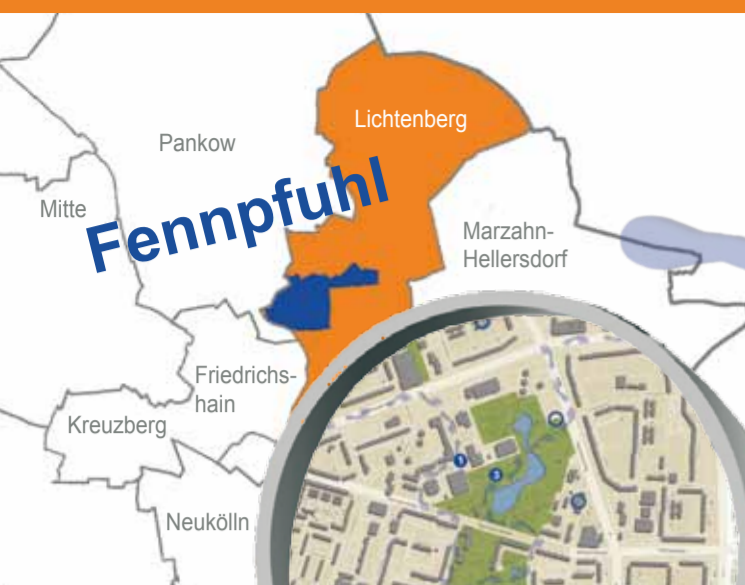 Lichtenberg
Pankow
Mitte
Fennpfuhl
Marzahn-
Hellersdorf
Friedrichs-
hain
Kreuzberg
Neukölln